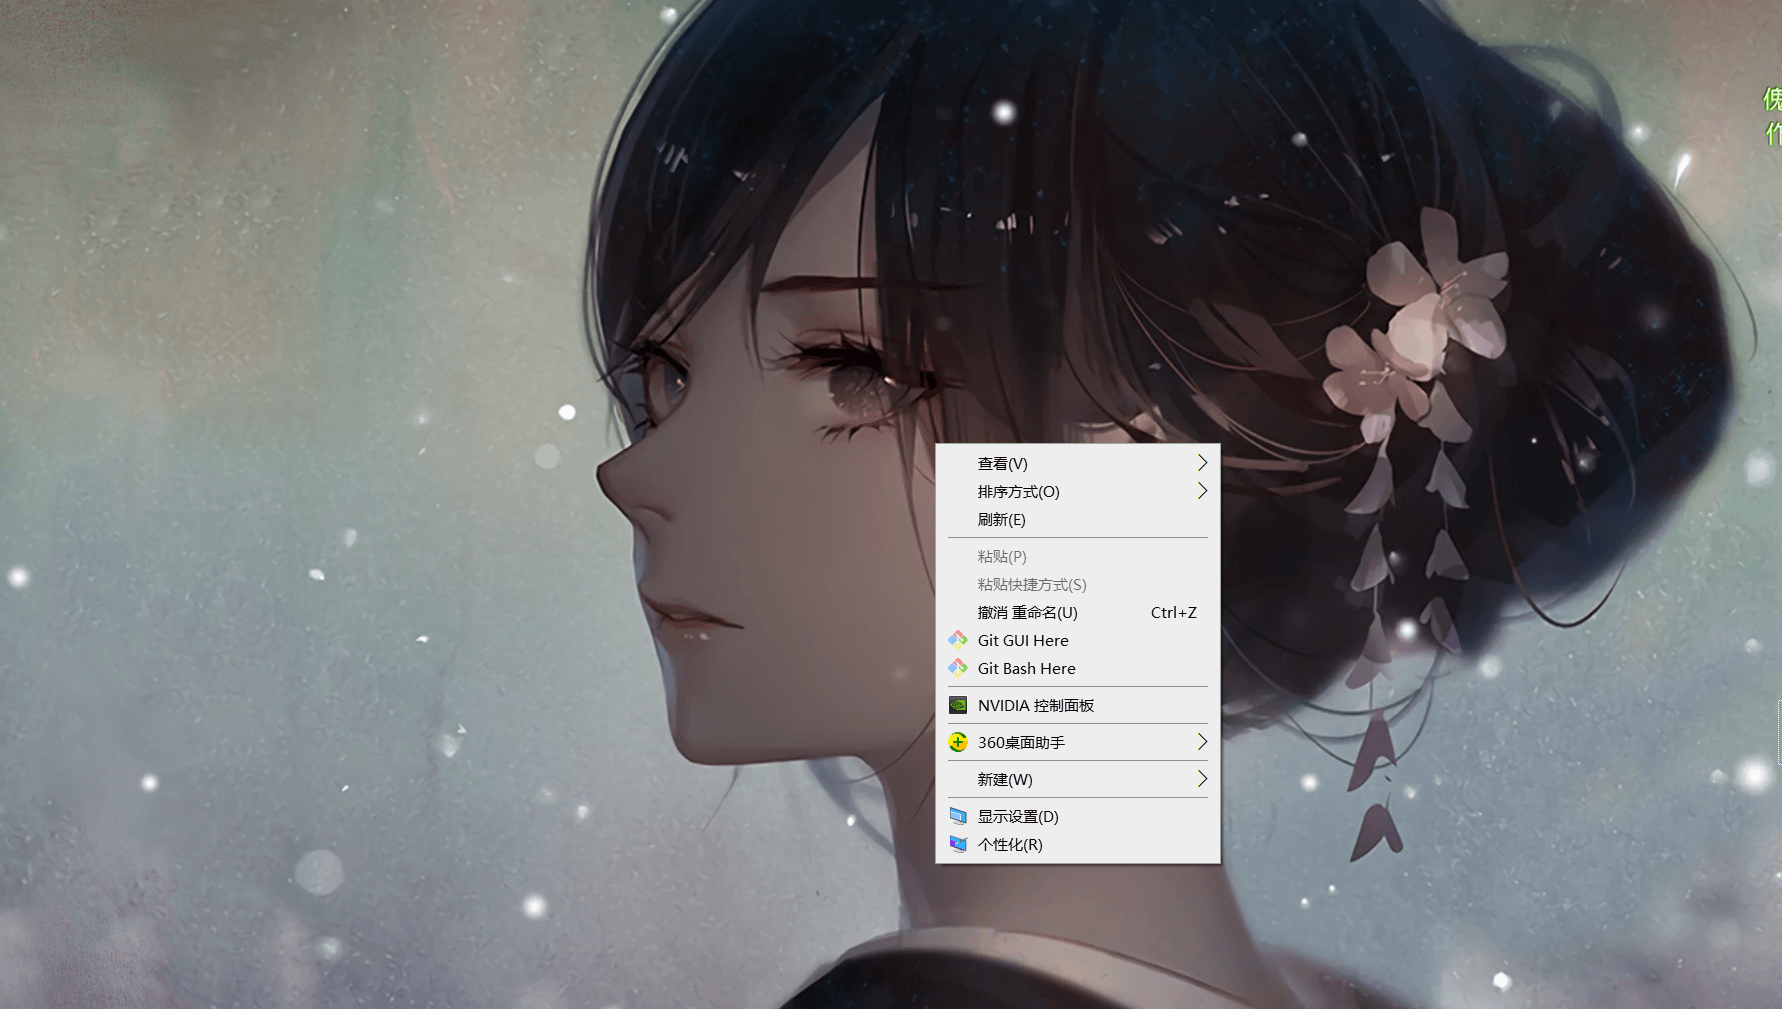 傀
作
查看(V)
排序方式(O)
刷新(E)
粘贴(P)
粘贴快捷方式(S)
撤消 重命名(U) Ctrl+Z
Git GUI Here
Git Bash Here
NVIDIA 控制面板
360桌面助手
新建(W)
显示设置(D)
个性化(R)